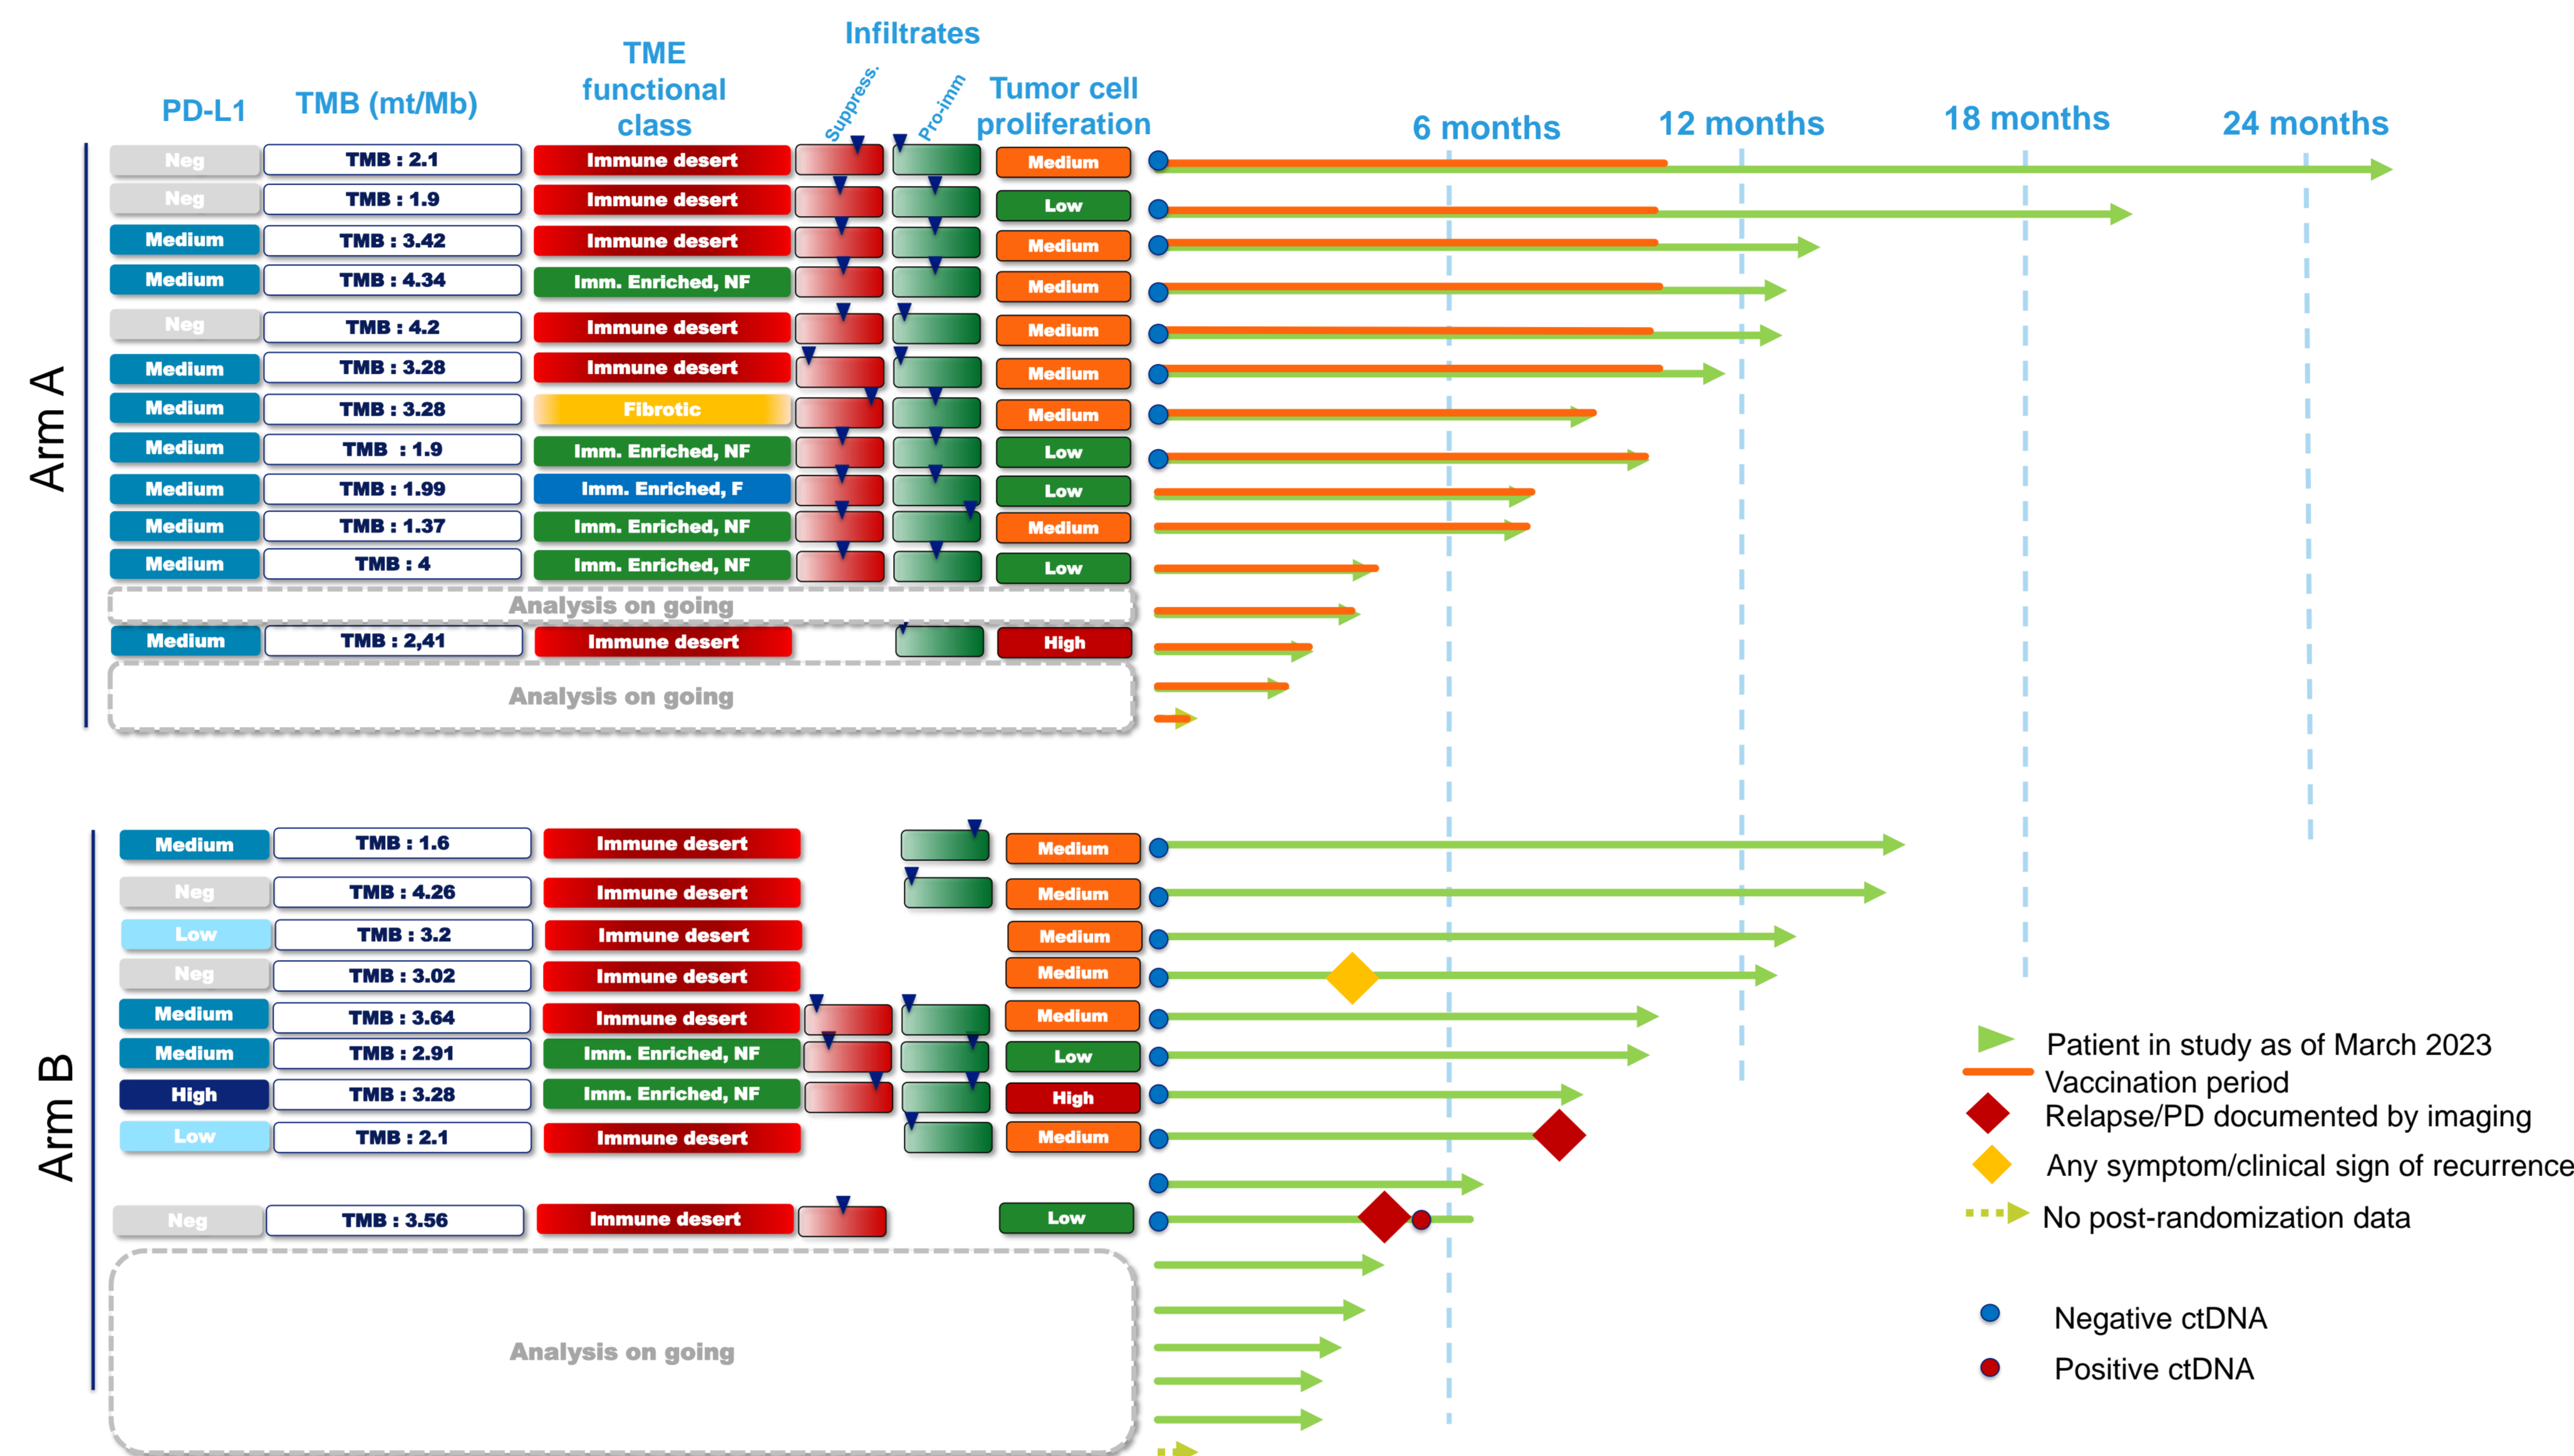 Infiltrates
TME
functional
class
Suppress.
Pro-imm
PD-L1
TMB (mt/Mb)
Tumor cell
proliferation
6 months
12 months
18 months
24 months
Arm A
Neg TMB : 2.1 Immune desert Medium
Neg TMB : 1.9 Immune desert Low
Medium TMB : 3.42 Immune desert Medium
Medium TMB : 4.34 Imm. Enriched, NF Medium
Neg TMB : 4.2 Immune desert Medium
Medium TMB : 3.28 Immune desert Medium
Medium TMB : 3.28 Fibrotic Medium
Medium TMB : 1.9 Imm. Enriched, NF Low
Medium TMB : 1.99 Imm. Enriched, F Low
Medium TMB : 1.37 Imm. Enriched, NF Medium
Medium TMB : 4 Imm. Enriched, NF Low
Analysis on going
Medium TMB : 2,41 Immune desert High
Analysis on going
Arm B
Medium TMB : 1.6 Immune desert Medium
Neg TMB : 4.26 Immune desert Medium
Low TMB : 3.2 Immune desert Medium
Neg TMB : 3.02 Immune desert Medium
Medium TMB : 3.64 Immune desert Medium
Medium TMB : 2.91 Imm. Enriched, NF Low
High TMB : 3.28 Imm. Enriched, NF High
Low TMB : 2.1 Immune desert Medium
Neg TMB : 3.56 Immune desert Low
Analysis on going
Patient in study as of March 2023
Vaccination period
Relapse/PD documented by imaging
Any symptom/clinical sign of recurrence
No post-randomization data
Negative ctDNA
Positive ctDNA